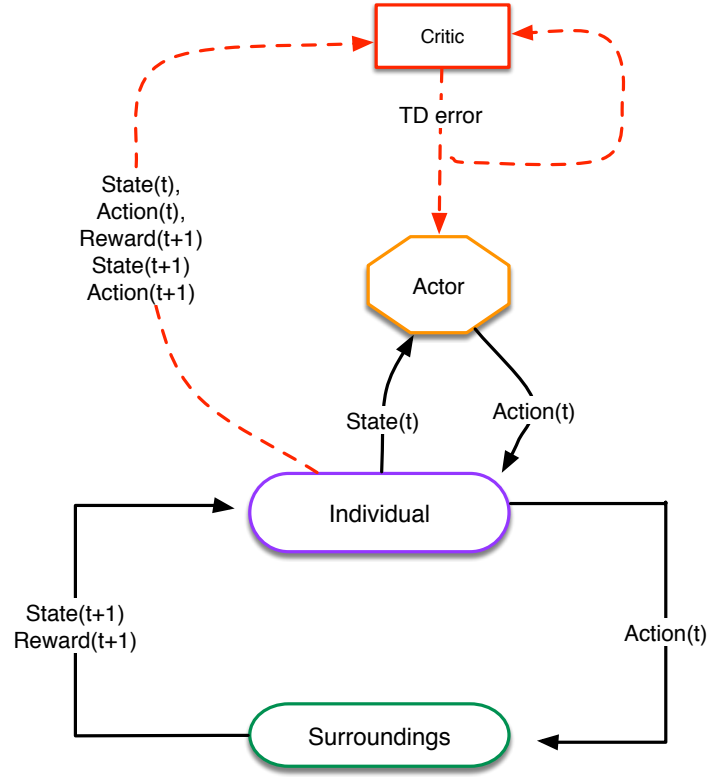 Critic
TD error
State(t),
Action(t),
Reward(t+1)
State(t+1)
Action(t+1)
Actor
State(t)
Action(t)
Individual
State(t+1)
Reward(t+1)
Action(t)
Surroundings